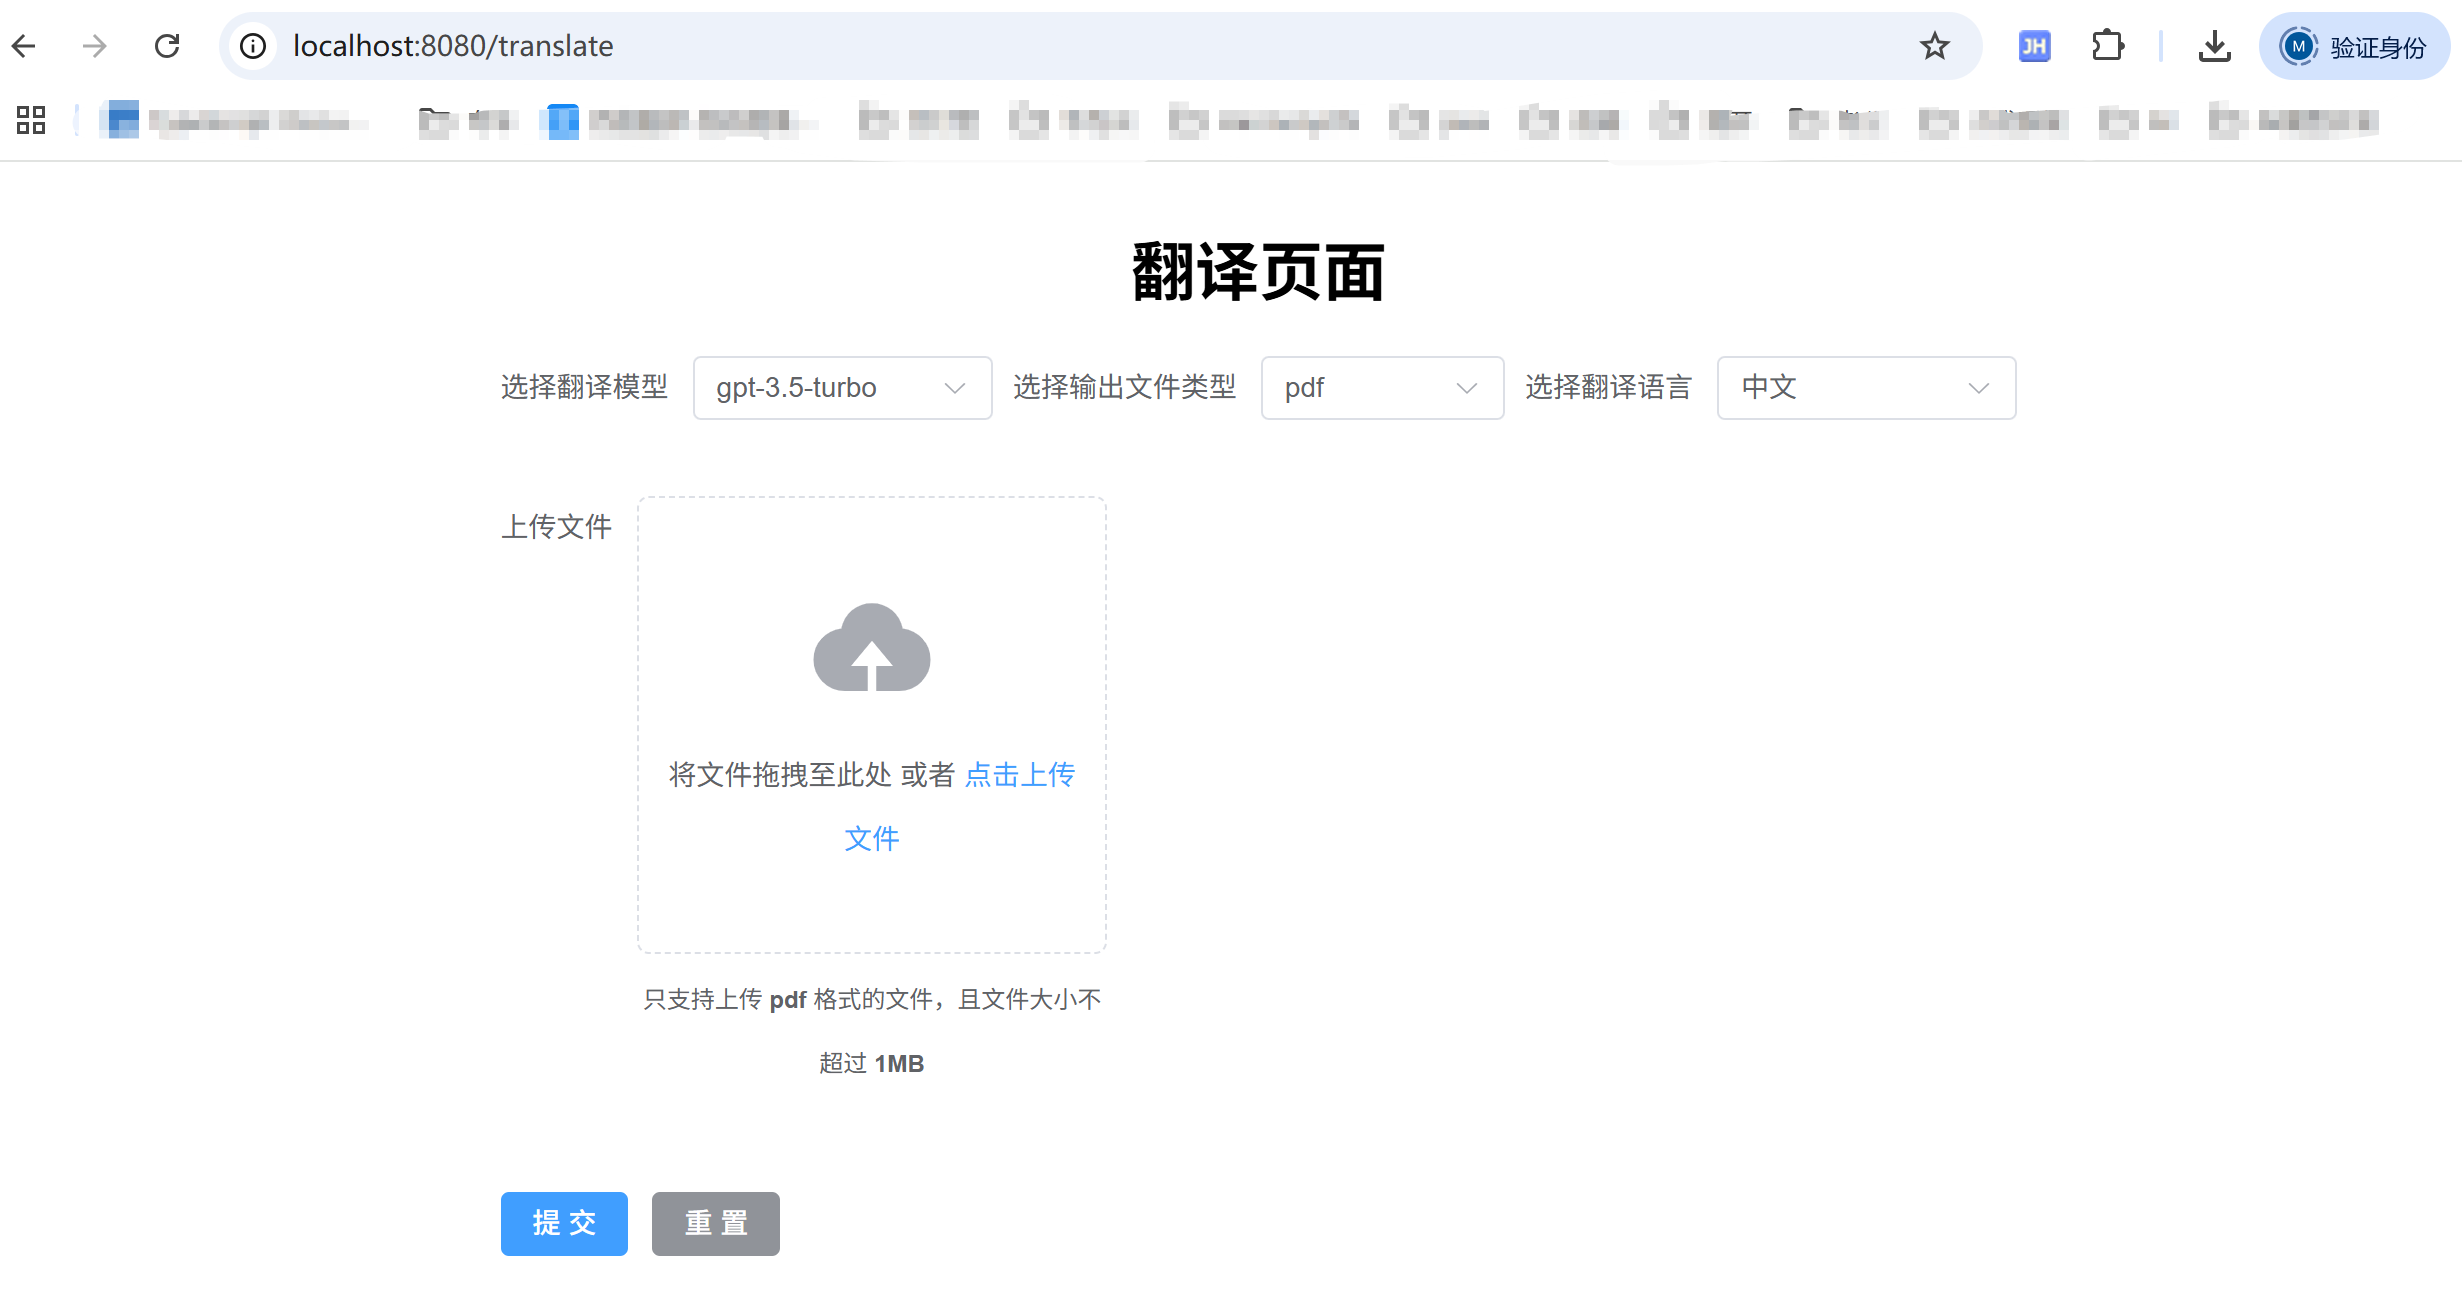 localhost:8080/translate
JH
M
验证身份
翻译页面
选择翻译模型 gpt-3.5-turbo 选择输出文件类型 pdf 选择翻译语言 中文
上传文件
将文件拖拽至此处 或者 点击上传
文件
只支持上传 pdf 格式的文件，且文件大小不
超过 1MB
提 交 重 置